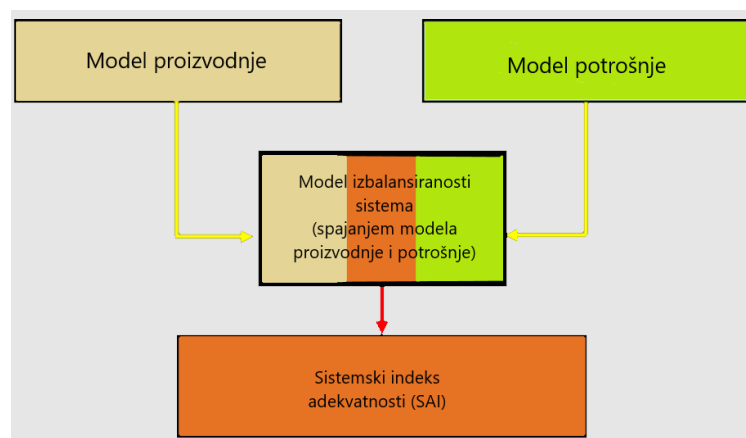 Model proizvodnje
Model potrošnje
Model izbalansiranosti
sistema
(spajanjem modela
proizvodnje i potrošnje)
Sistemski indeks
adekvatnosti (SAI)